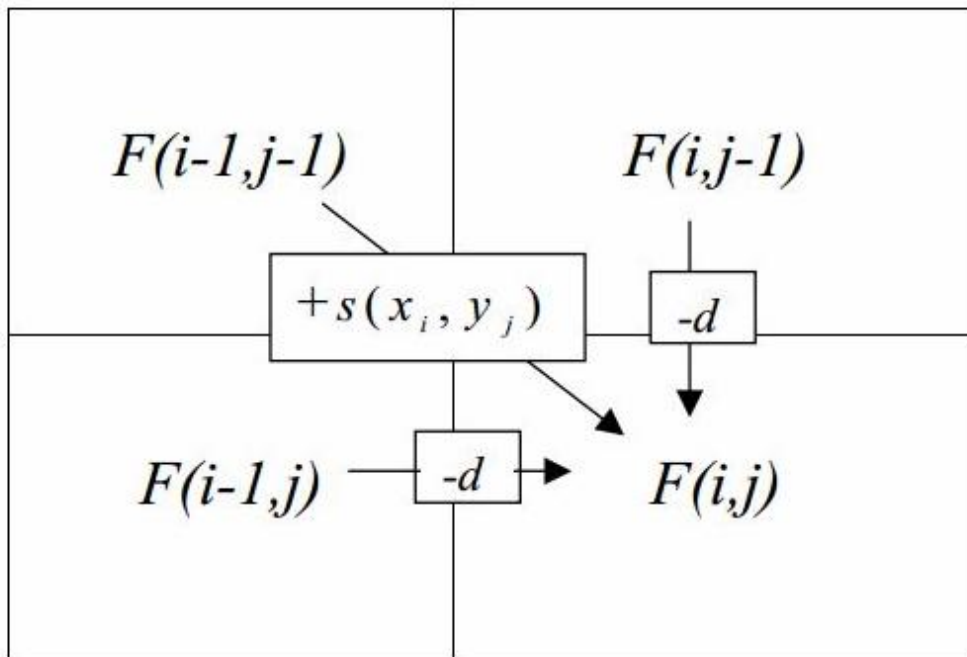 F(i-1,j-1) F(i,j-1)
+s(x_i, y_j) -d
F(i-1,j) -d F(i,j)